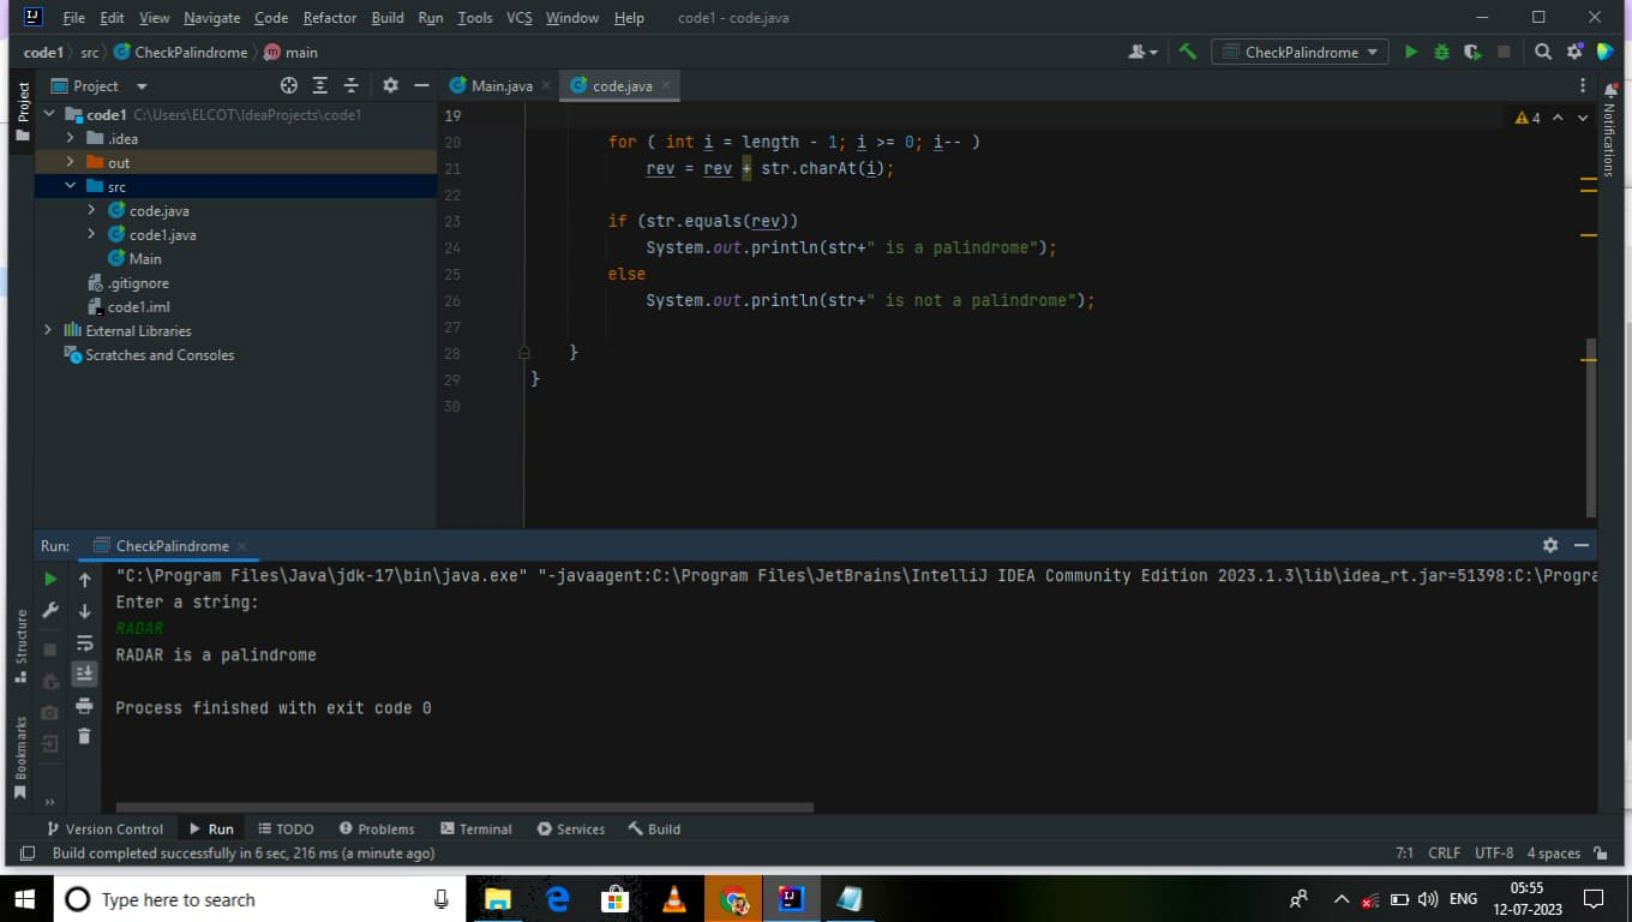 File Edit View Navigate Code Refactor Build Run Tools VCS Window Help code1 - code.java
code1 src CheckPalindrome m main CheckPalindrome
Project Main.java code.java
Project
Notifications
code1 C:\Users\ELCOT\IdeaProjects\code1
.idea
out
src
code.java
code1.java
Main
.gitignore
code1.iml
External Libraries
Scratches and Consoles
4
19
20 for ( int i = length - 1; i >= 0; i-- )
21 rev = rev + str.charAt(i);
22
23 if (str.equals(rev))
24 System.out.println(str+" is a palindrome");
25 else
26 System.out.println(str+" is not a palindrome");
27
28 }
29 }
30
Run: CheckPalindrome
"C:\Program Files\Java\jdk-17\bin\java.exe" "-javaagent:C:\Program Files\JetBrains\IntelliJ IDEA Community Edition 2023.1.3\lib\idea_rt.jar=51398:C:\Progra
Enter a string:
RADAR
RADAR is a palindrome
Process finished with exit code 0
Structure
Bookmarks
Version Control Run TODO Problems Terminal Services Build
Build completed successfully in 6 sec, 216 ms (a minute ago) 7:1 CRLF UTF-8 4 spaces
Type here to search ENG 05:55
12-07-2023